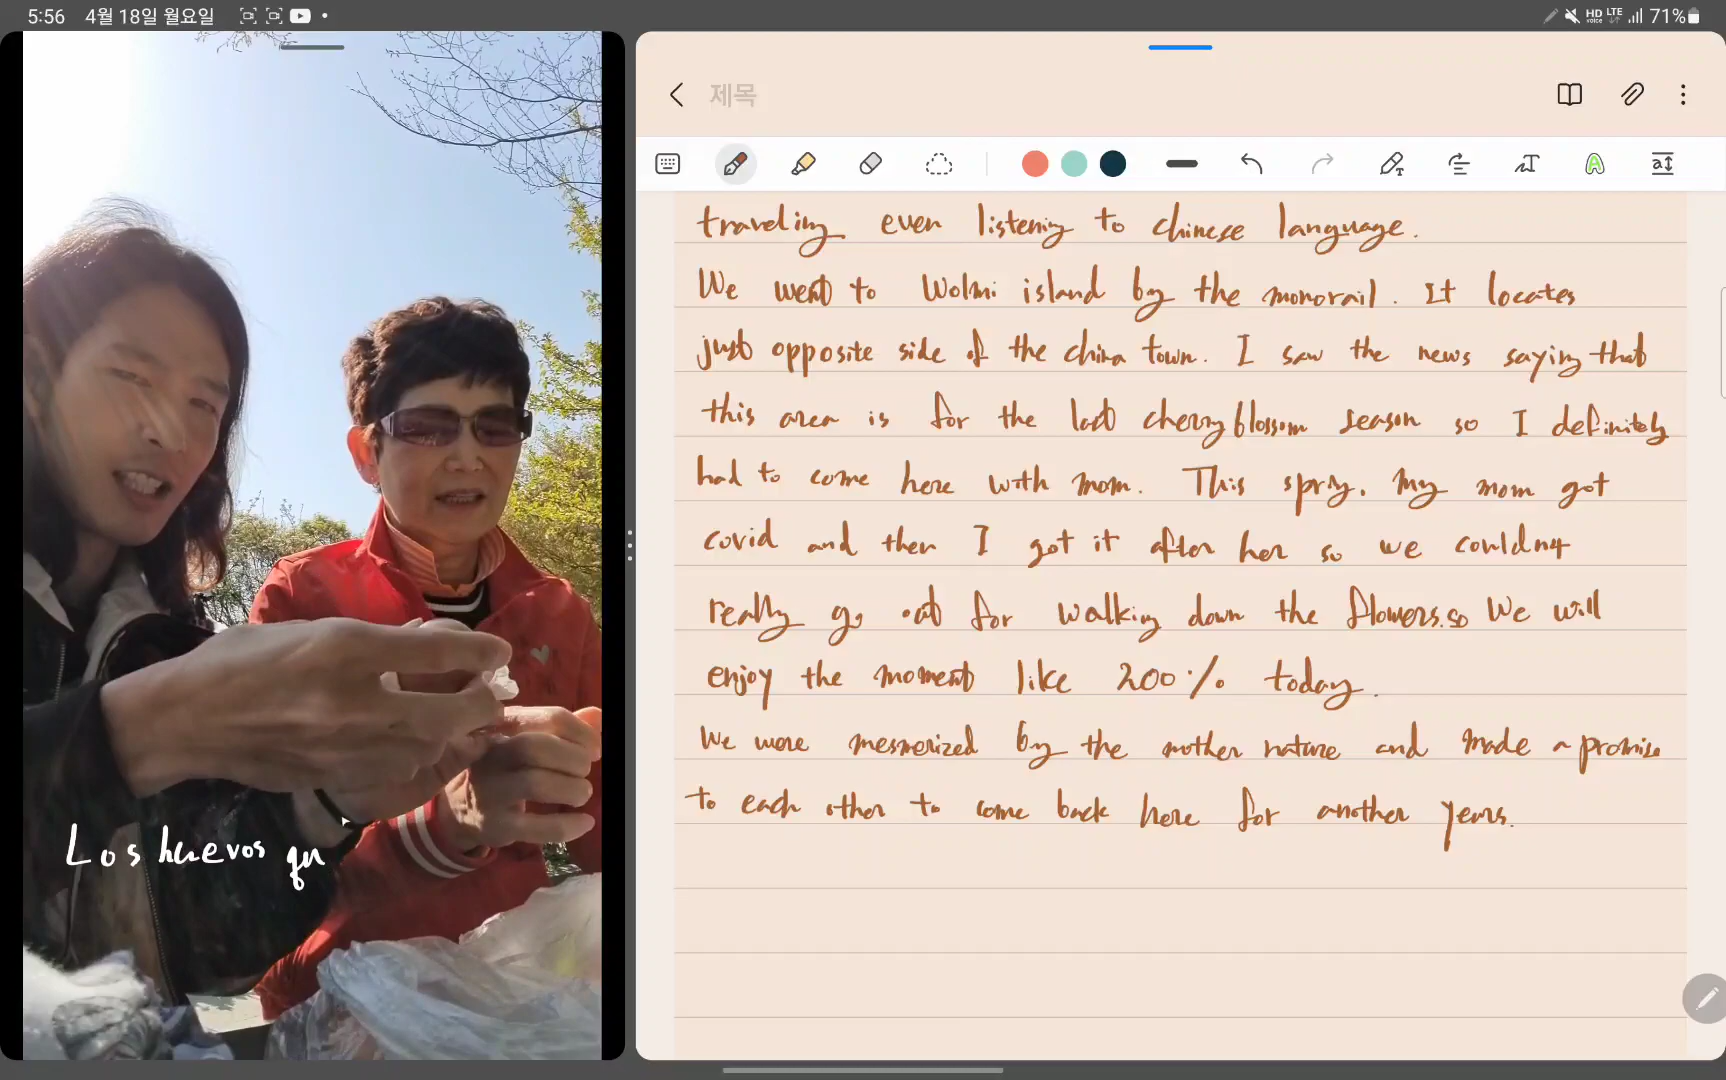 5:56 4월 18일 월요일
HD voice LTE 71%
제목
traveling even listening to chinese language.
We went to Wolmi island by the monorail. It locates
just opposite side of the china town. I saw the news saying that
this area is for the last cherry blossom season so I definitely
had to come here with mom. This spring. My mom got
covid and then I got it after her so we couldn't
really go out for walking down the flowers. so We will
enjoy the moment like 200% today.
We were mesmerized by the mother nature and made a promise
to each other to come back here for another years.
Los huevos qu